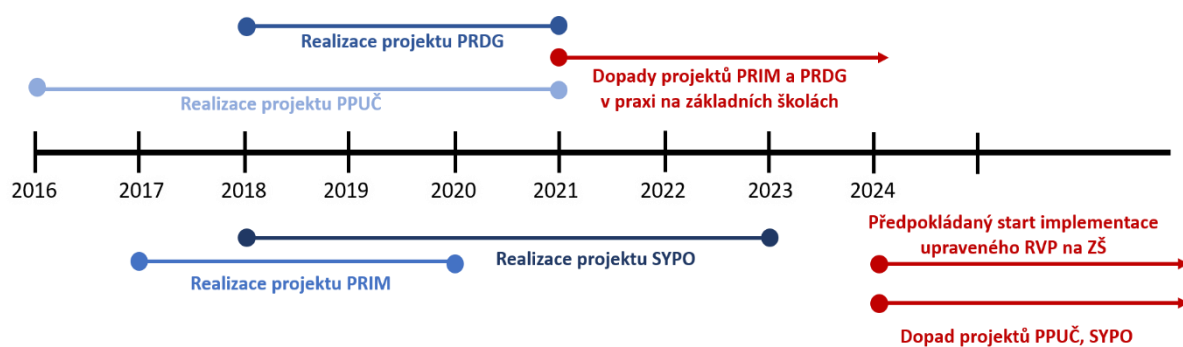 Realizace projektu PRDG
Dopady projektů PRIM a PRDG
v praxi na základních školách
Realizace projektu PPUČ
2016 2017 2018 2019 2020 2021 2022 2023 2024
Předpokládaný start implementace
upraveného RVP na ZŠ
Realizace projektu SYPO
Realizace projektu PRIM
Dopad projektů PPUČ, SYPO